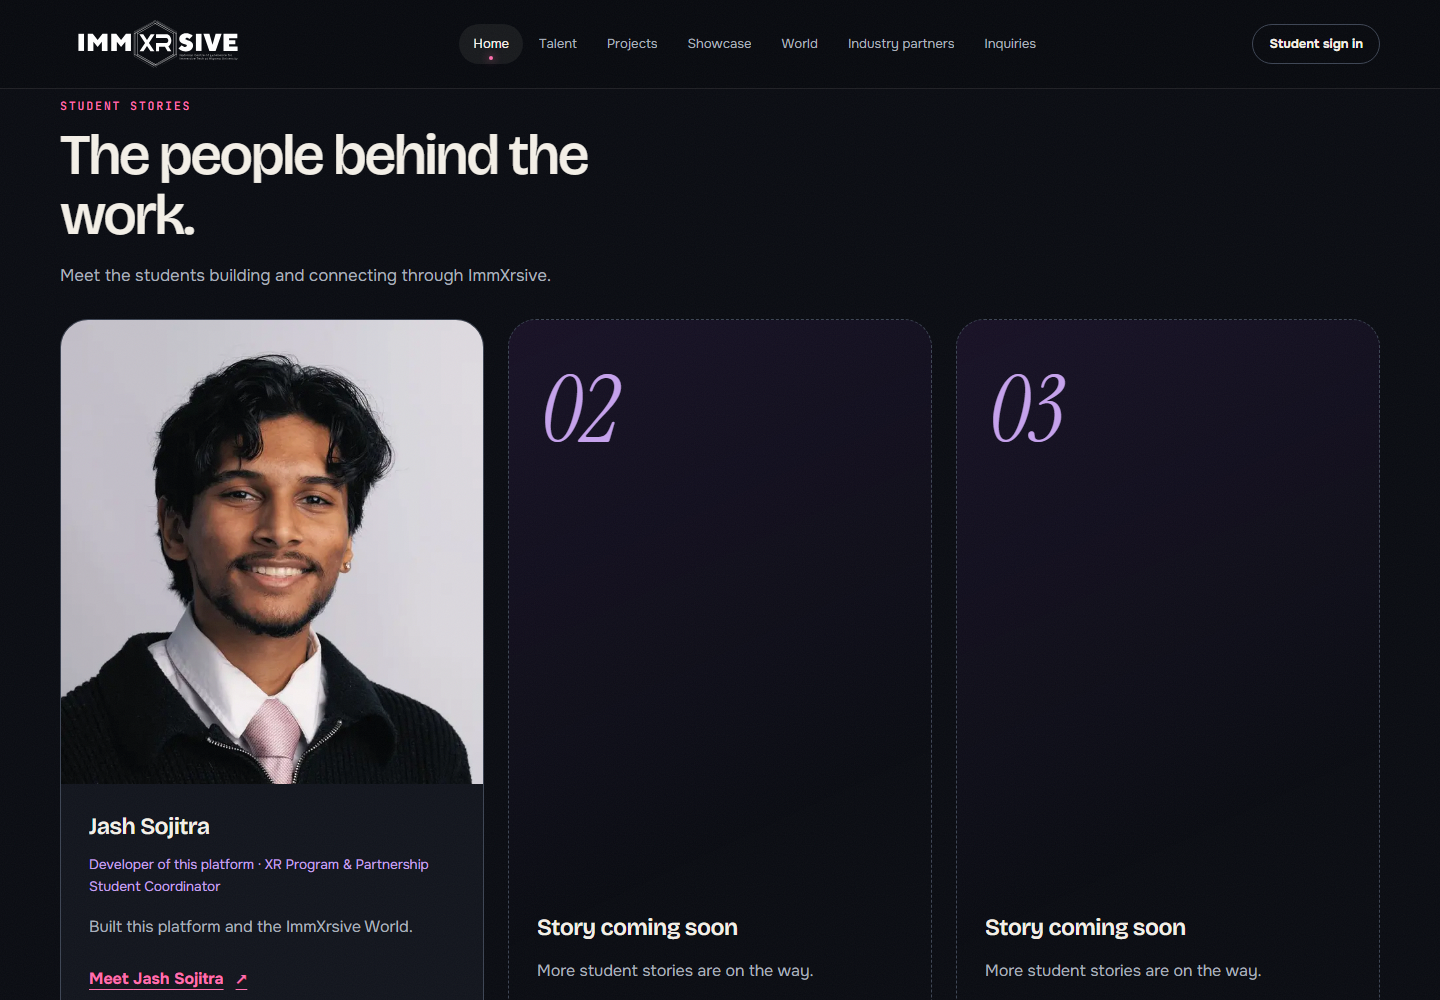 IMMXRSIVE
Home
Talent
Projects
Showcase
World
Industry partners
Inquiries
Student sign in
STUDENT STORIES
The people behind the
work.
Meet the students building and connecting through ImmXrsive.
Jash Sojitra
Developer of this platform · XR Program & Partnership
Student Coordinator
Built this platform and the ImmXrsive World.
Meet Jash Sojitra ↗
02
Story coming soon
More student stories are on the way.
03
Story coming soon
More student stories are on the way.